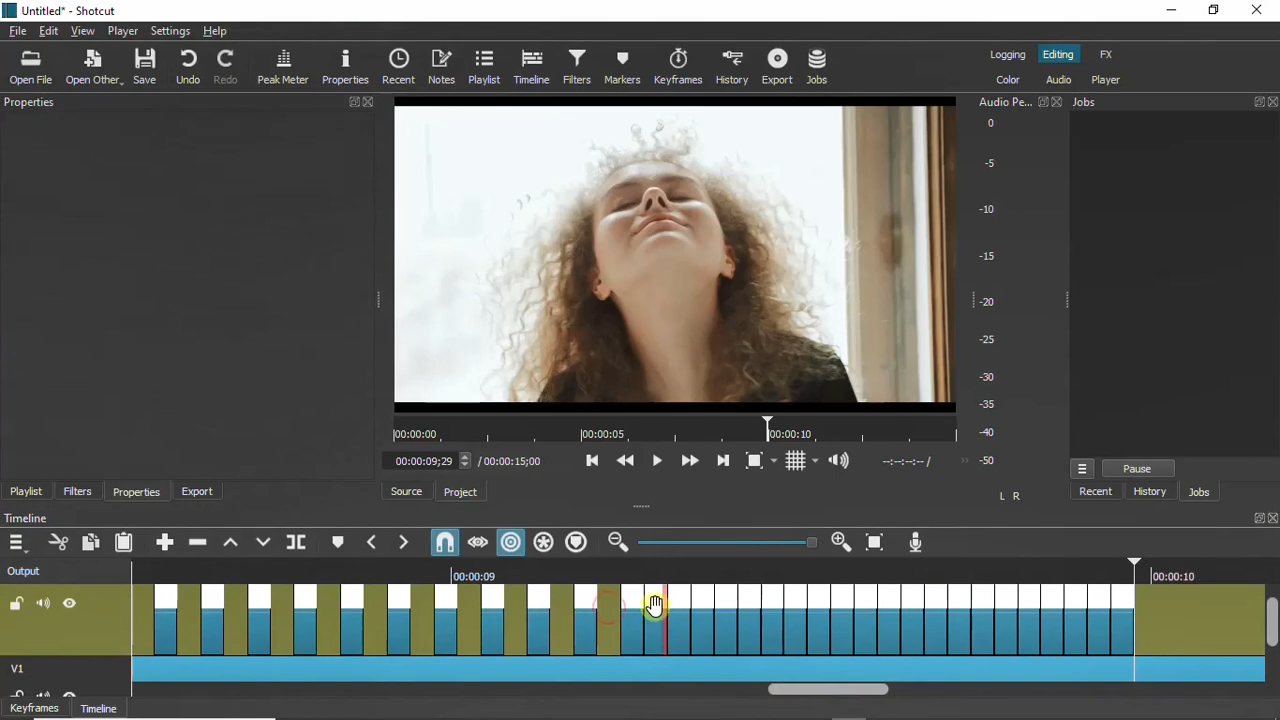 Untitled* - Shotcut
File Edit View Player Settings Help
Open File Open Other.. Save Undo Redo Peak Meter Properties Recent Notes Playlist Timeline Filters Markers Keyframes History Export Jobs
Logging Editing FX
Color Audio Player
Properties
Audio Pe...
Jobs
0
-5
-10
-15
-20
-25
-30
-35
-40
-50
L R
00:00:00 00:00:05 00:00:10
00:00:09;29 / 00:00:15;00
--:--:--:-- /
Pause
Playlist Filters Properties Export
Source Project
Recent History Jobs
Timeline
Output
00:00:09 00:00:10
V1
Keyframes Timeline